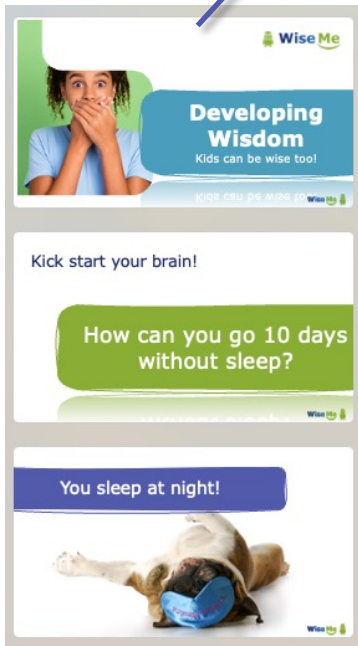 Wise Me
Developing
Wisdom
Kids can be wise too!
Wise Me
Kick start your brain!
How can you go 10 days
without sleep?
Wise Me
You sleep at night!
Wise Me